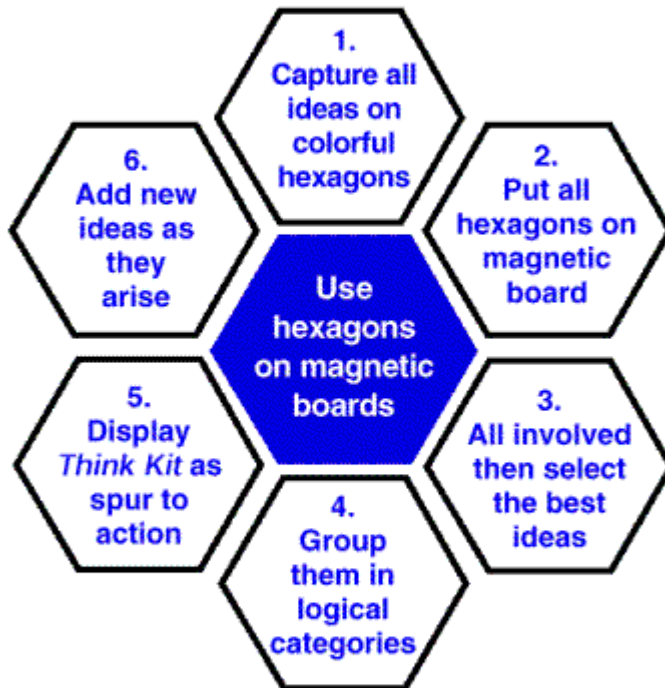 1.
Capture all
ideas on
colorful
hexagons
2.
Put all
hexagons on
magnetic
board
3.
All involved
then select
the best
ideas
4.
Group
them in
logical
categories
5.
Display
Think Kit as
spur to
action
6.
Add new
ideas as
they
arise
Use
hexagons
on magnetic
boards